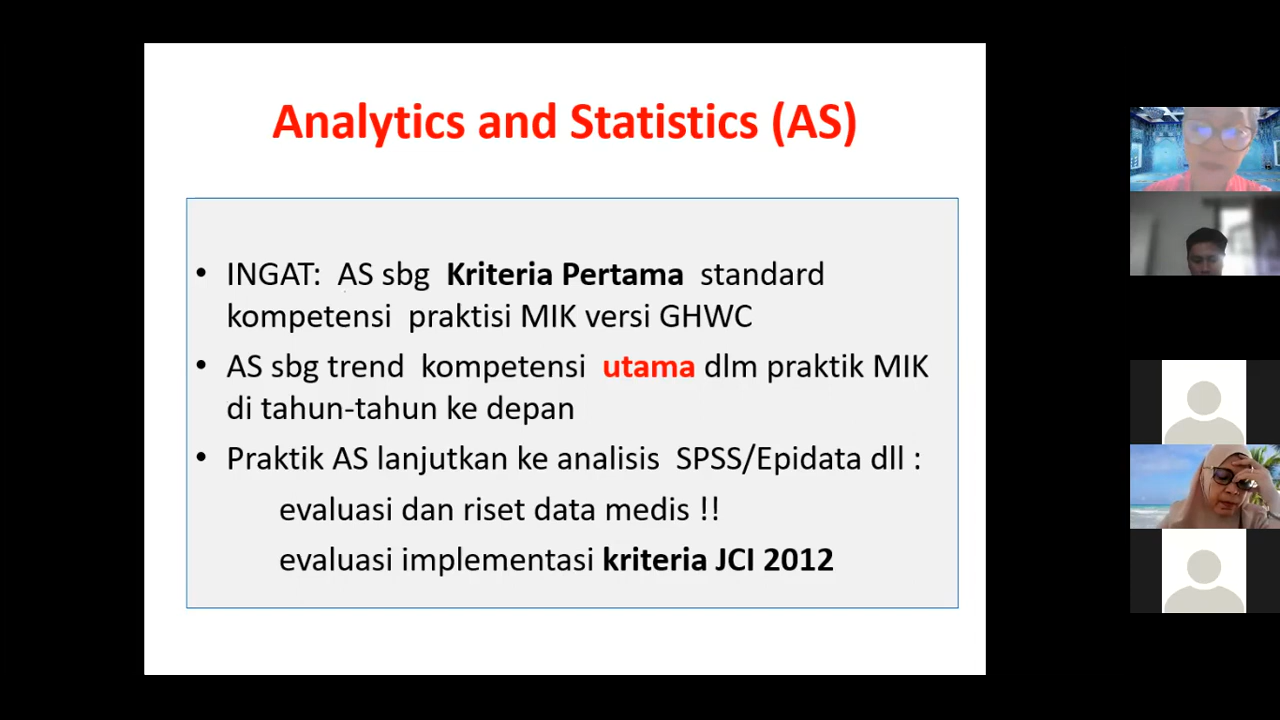 Analytics and Statistics (AS)
• INGAT: AS sbg Kriteria Pertama standard
kompetensi praktisi MIK versi GHWC
• AS sbg trend kompetensi utama dlm praktik MIK
di tahun-tahun ke depan
• Praktik AS lanjutkan ke analisis SPSS/Epidata dll :
evaluasi dan riset data medis !!
evaluasi implementasi kriteria JCI 2012